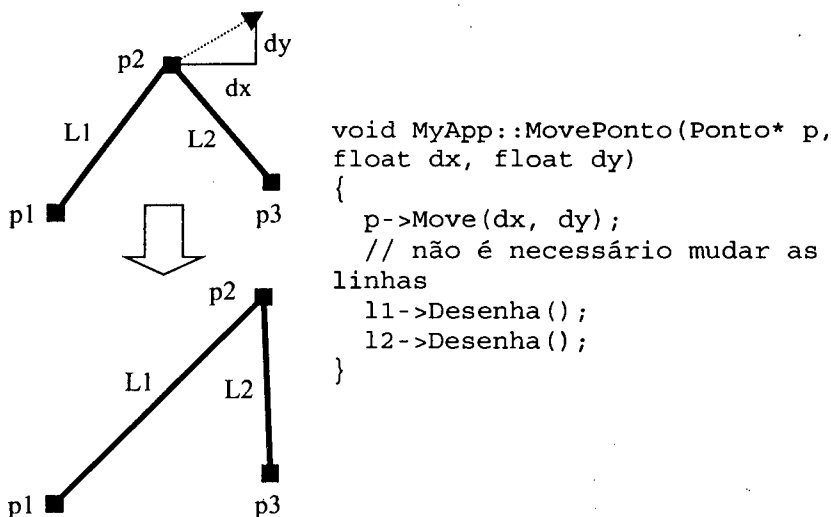 dy
p2
dx
L1
L2
p1
p3
void MyApp::MovePonto(Ponto* p,
float dx, float dy)
{
p->Move(dx, dy);
// não é necessário mudar as
linhas
l1->Desenha();
l2->Desenha();
}
p2
L1
L2
p1
p3